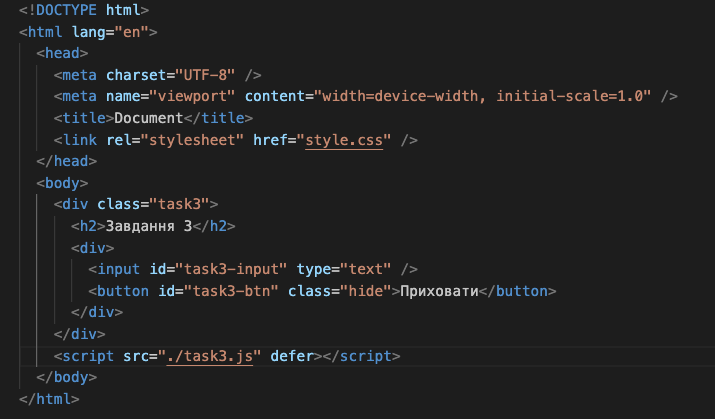 <!DOCTYPE html>
<html lang="en">
<head>
<meta charset="UTF-8" />
<meta name="viewport" content="width=device-width, initial-scale=1.0" />
<title>Document</title>
<link rel="stylesheet" href="style.css" />
</head>
<body>
<div class="task3">
<h2>Завдання 3</h2>
<div>
<input id="task3-input" type="text" />
<button id="task3-btn" class="hide">Приховати</button>
</div>
</div>
<script src="./task3.js" defer></script>
</body>
</html>